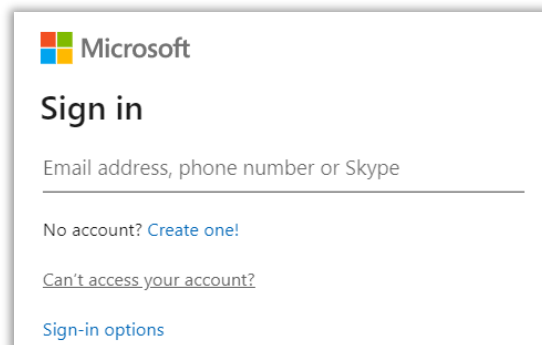 Microsoft
Sign in
Email address, phone number or Skype
No account? Create one!
Can’t access your account?
Sign-in options